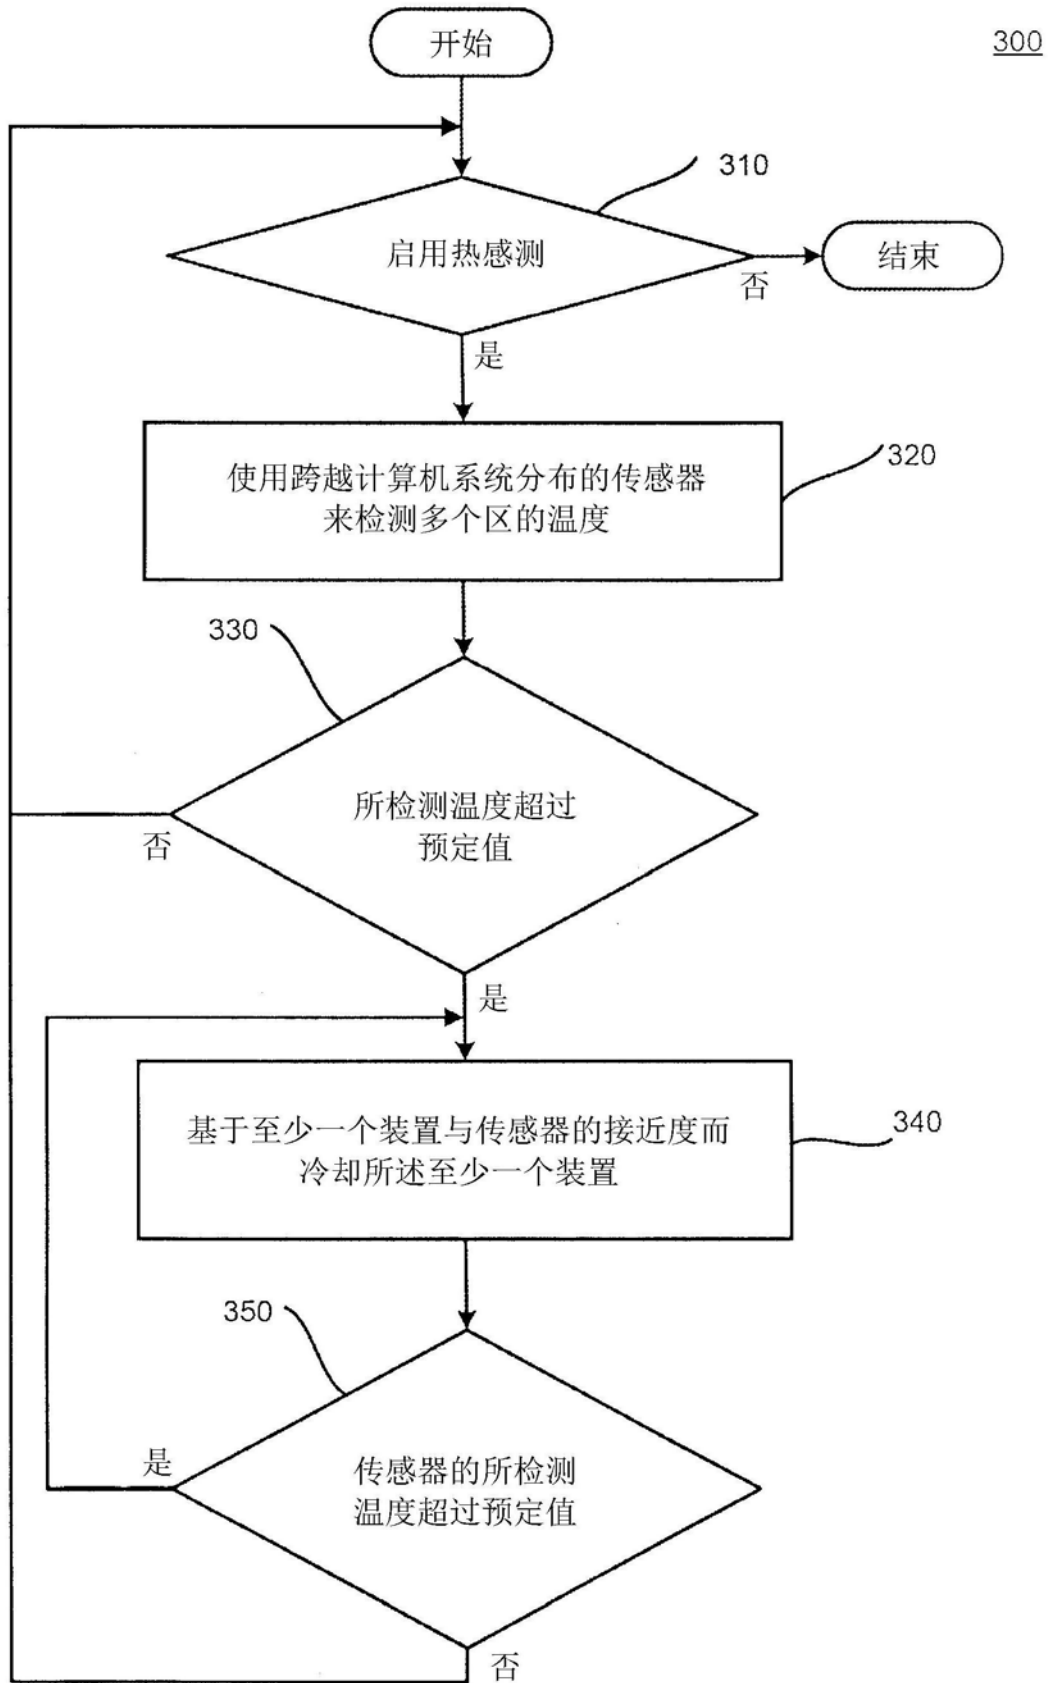 开始
300
310
启用热感测
否
结束
是
使用跨越计算机系统分布的传感器
来检测多个区的温度
320
330
所检测温度超过
预定值
否
是
基于至少一个装置与传感器的接近度而
冷却所述至少一个装置
340
350
是
传感器的所检测
温度超过预定值
否